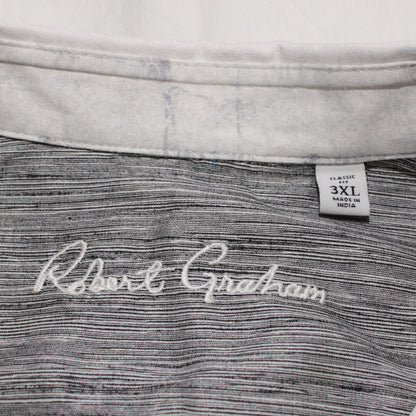 CLASSIC
FIT
3XL
MADE IN
INDIA
Robert Graham